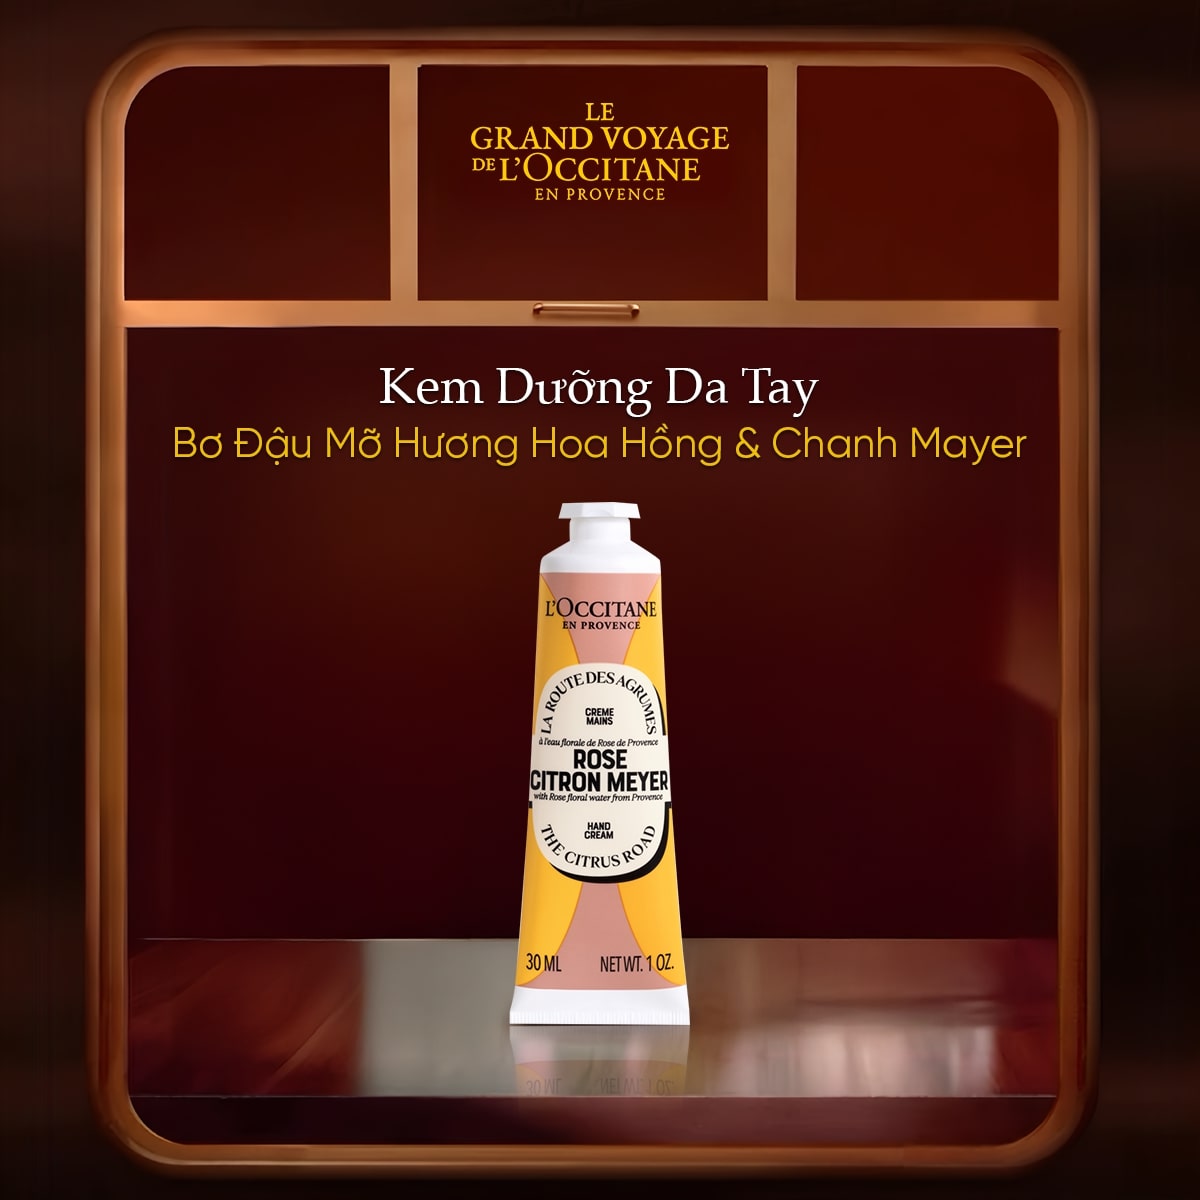 LE
GRAND VOYAGE
DE L'OCCITANE
EN PROVENCE
Kem Dưỡng Da Tay
Bơ Đậu Mỡ Hương Hoa Hồng & Chanh Mayer
L'OCCITANE
EN PROVENCE
LA ROUTE DES AGRUMES
CREME
MAINS
à l'eau florale de Rose de Provence
ROSE
CITRON MEYER
with Rose floral water from Provence
HAND
CREAM
THE CITRUS ROAD
30 ML NET WT. 1 OZ.